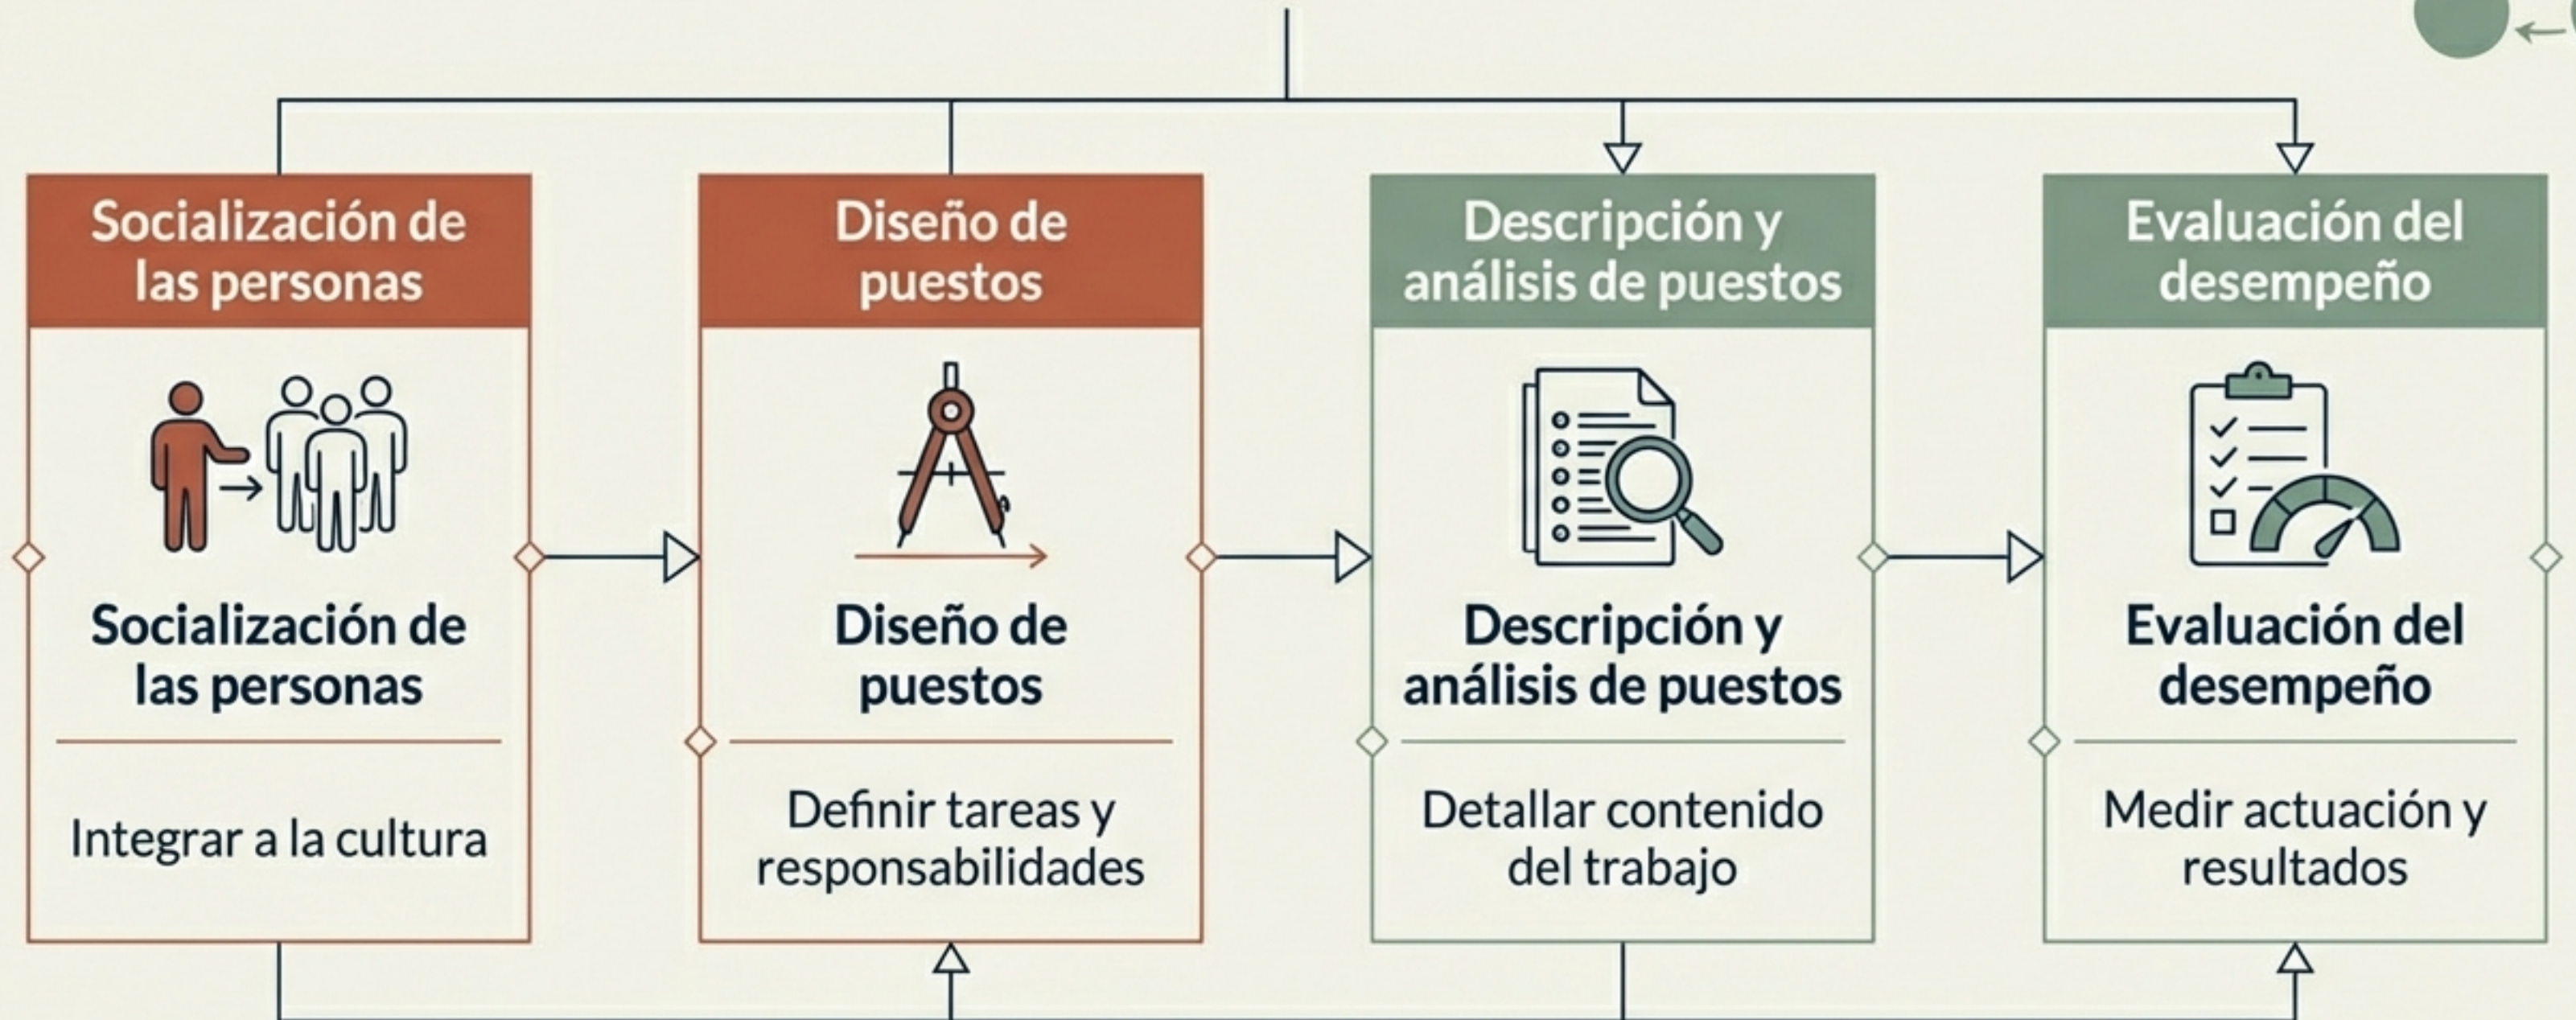 Socialización de
las personas
Socialización de
las personas
Integrar a la cultura
Diseño de
puestos
Diseño de
puestos
Definir tareas y
responsabilidades
Descripción y
análisis de puestos
Descripción y
análisis de puestos
Detallar contenido
del trabajo
Evaluación del
desempeño
Evaluación del
desempeño
Medir actuación y
resultados